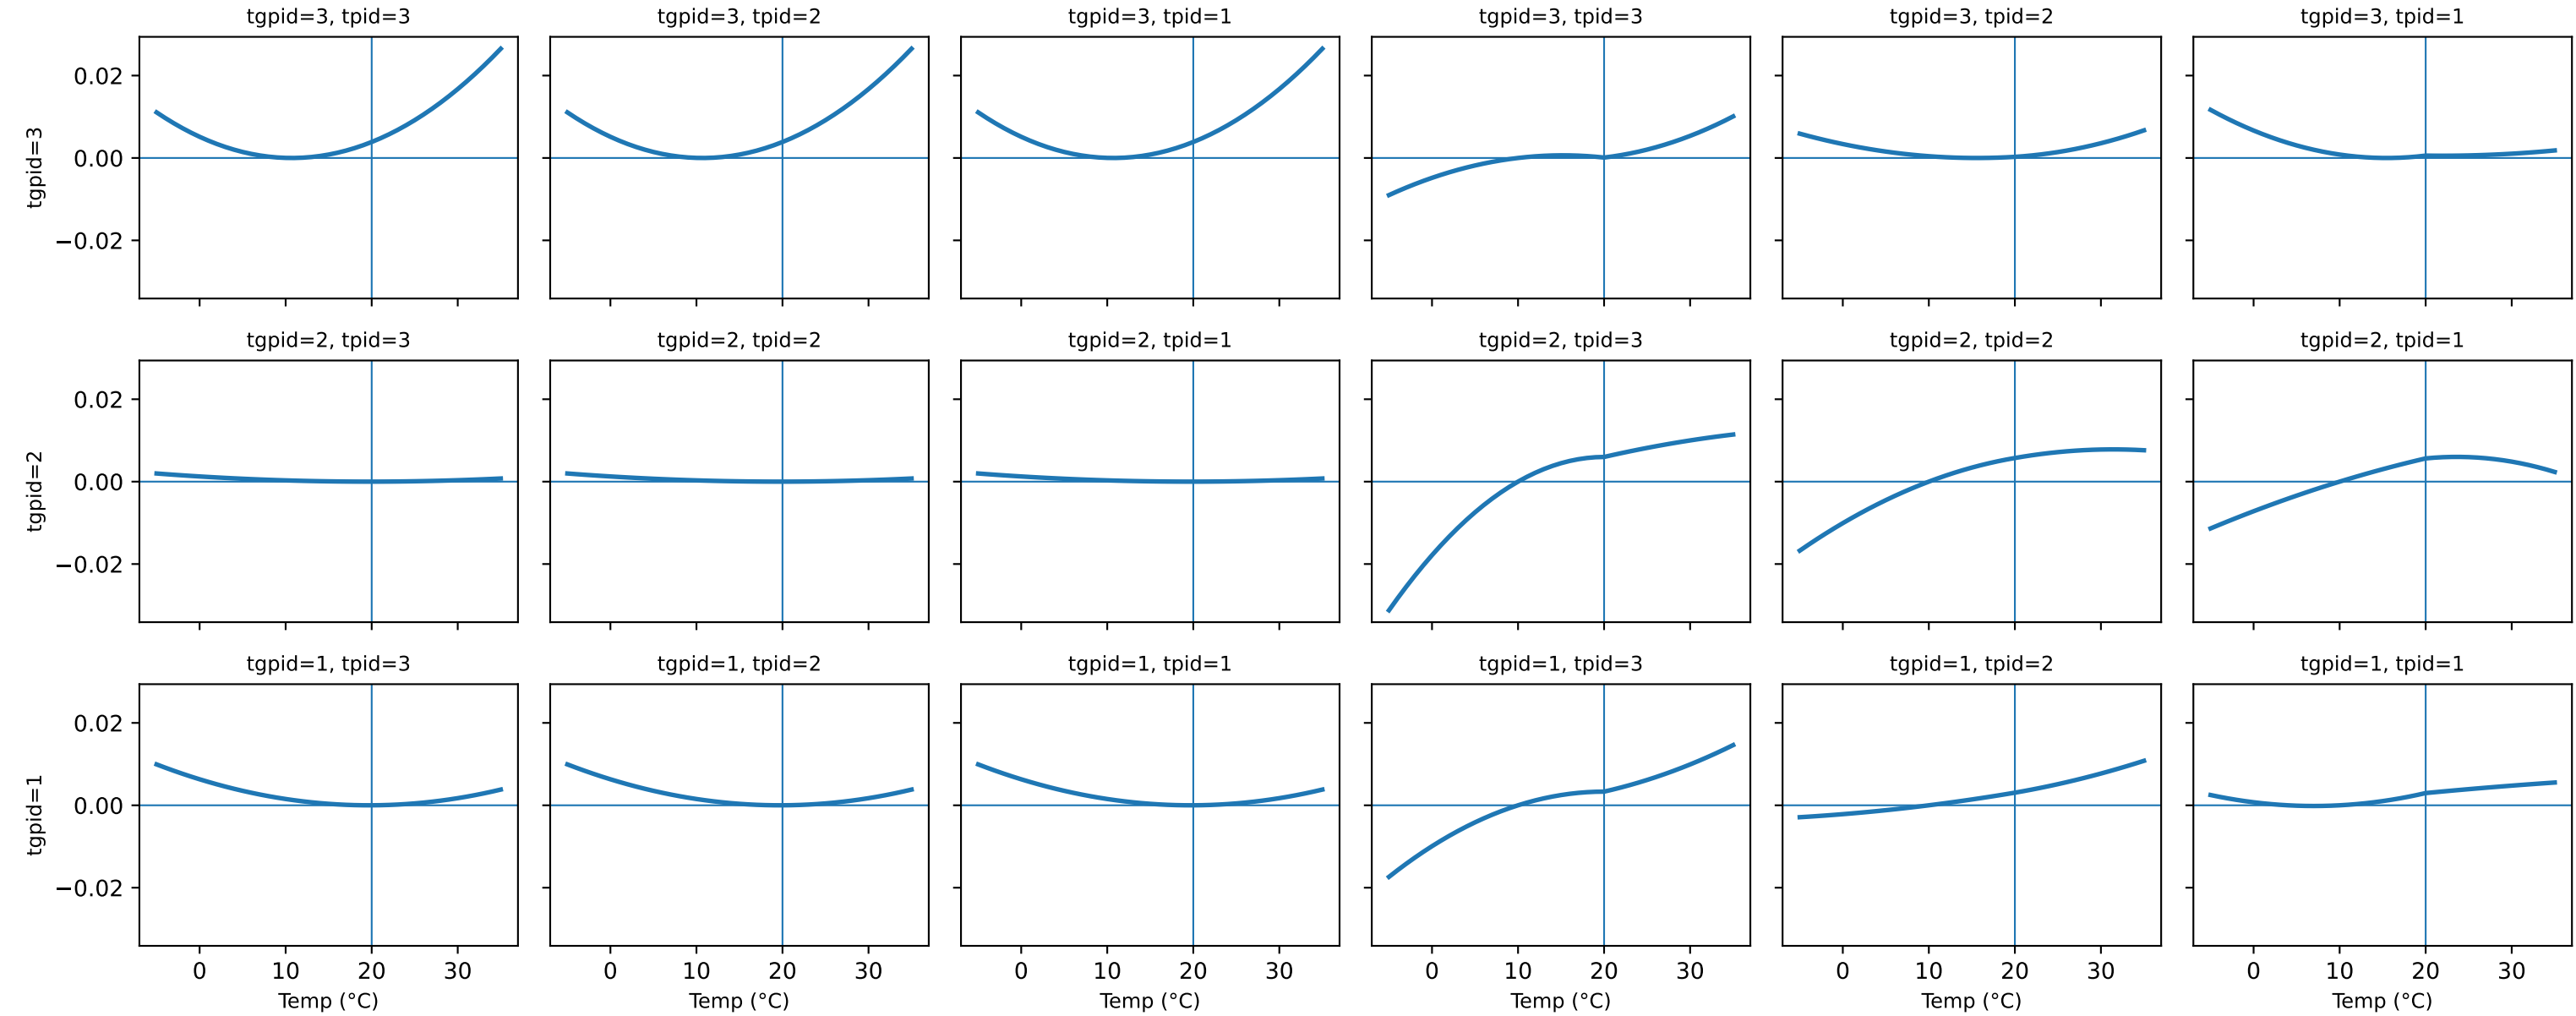 tgpid=3, tpid=3 tgpid=3, tpid=2 tgpid=3, tpid=1 tgpid=3, tpid=3 tgpid=3, tpid=2 tgpid=3, tpid=1
tgpid=3
0.02
0.00
−0.02
tgpid=2, tpid=3 tgpid=2, tpid=2 tgpid=2, tpid=1 tgpid=2, tpid=3 tgpid=2, tpid=2 tgpid=2, tpid=1
tgpid=2
0.02
0.00
−0.02
tgpid=1, tpid=3 tgpid=1, tpid=2 tgpid=1, tpid=1 tgpid=1, tpid=3 tgpid=1, tpid=2 tgpid=1, tpid=1
tgpid=1
0.02
0.00
−0.02
0 10 20 30 0 10 20 30 0 10 20 30 0 10 20 30 0 10 20 30 0 10 20 30
Temp (°C) Temp (°C) Temp (°C) Temp (°C) Temp (°C) Temp (°C)